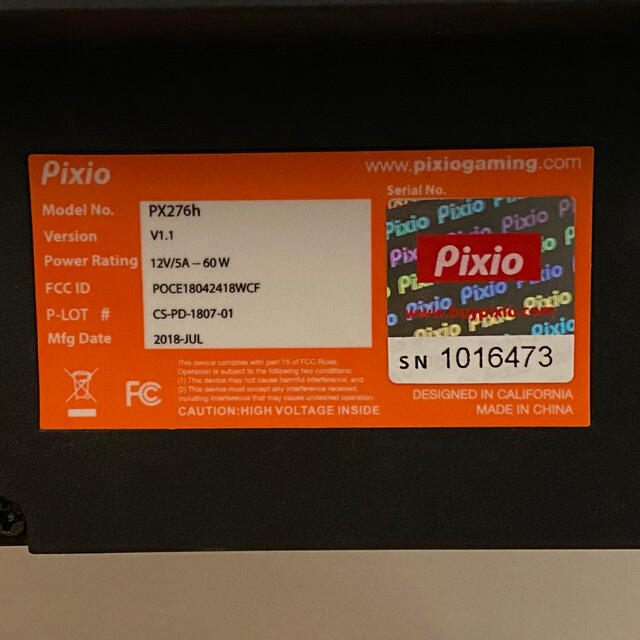 Pixio
www.pixiogaming.com
Serial No.
Model No. PX276h
Version V1.1
Power Rating 12V/5A – 60 W
FCC ID POCE18042418WCF
P-LOT # CS-PD-1807-01
Mfg Date 2018-JUL
Pixio
www.buypixio.com
SN 1016473
FC
This device complies with part 15 of FCC Rules.
Operation is subject to the following two conditions;
(1) This device may not cause harmful interference, and
(2) This device must accept any interference received,
including interference that may cause undesired operation.
CAUTION:HIGH VOLTAGE INSIDE
DESIGNED IN CALIFORNIA
MADE IN CHINA